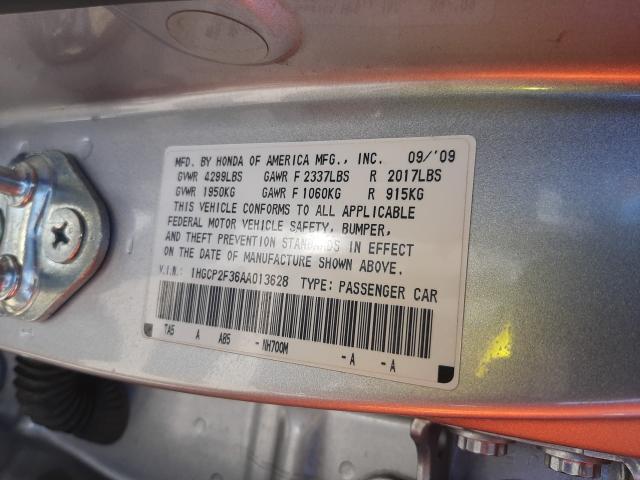 MFD. BY HONDA OF AMERICA MFG., INC. 09/'09
GVWR 4299LBS GAWR F 2337LBS R 2017LBS
GVWR 1950KG GAWR F 1060KG R 915KG
THIS VEHICLE CONFORMS TO ALL APPLICABLE
FEDERAL MOTOR VEHICLE SAFETY, BUMPER,
AND THEFT PREVENTION STANDARDS IN EFFECT
ON THE DATE OF MANUFACTURE SHOWN ABOVE.
V.I.N.: 1HGCP2F36AA013628 TYPE: PASSENGER CAR
TA5 A AB5 - NH700M - A - A